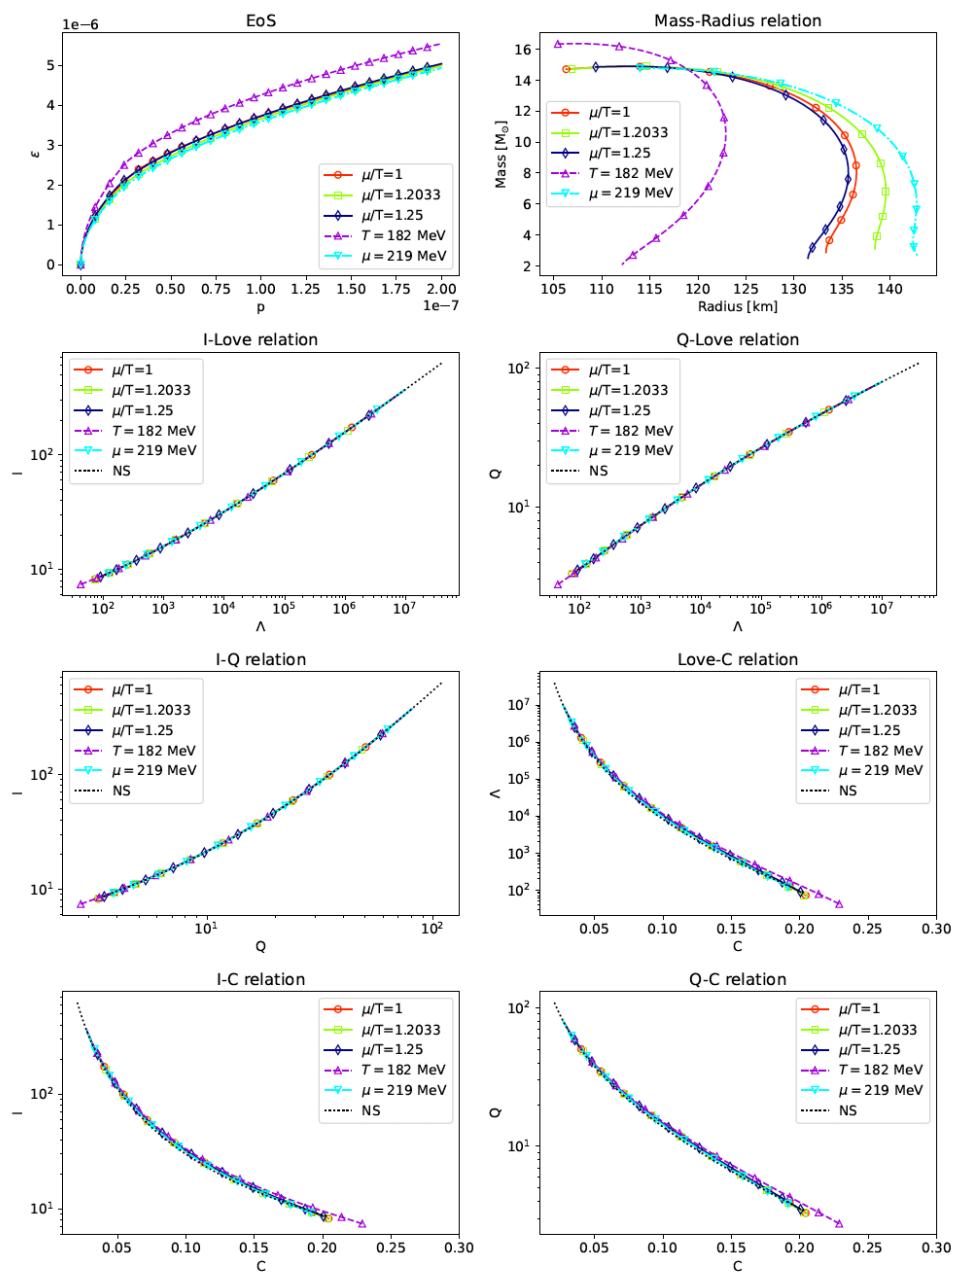 EoS
1e−6
5
4
3
2
1
0
ε
0.00 0.25 0.50 0.75 1.00 1.25 1.50 1.75 2.00
p
1e−7
μ/T=1
μ/T=1.2033
μ/T=1.25
T = 182 MeV
μ = 219 MeV
Mass-Radius relation
16
14
12
10
8
6
4
2
Mass [M⊙]
105 110 115 120 125 130 135 140
Radius [km]
μ/T=1
μ/T=1.2033
μ/T=1.25
T = 182 MeV
μ = 219 MeV
I-Love relation
10²
10¹
I
10² 10³ 10⁴ 10⁵ 10⁶ 10⁷
Λ
μ/T=1
μ/T=1.2033
μ/T=1.25
T = 182 MeV
μ = 219 MeV
NS
Q-Love relation
10²
10¹
Q
10² 10³ 10⁴ 10⁵ 10⁶ 10⁷
Λ
μ/T=1
μ/T=1.2033
μ/T=1.25
T = 182 MeV
μ = 219 MeV
NS
I-Q relation
10²
10¹
I
10¹ 10²
Q
μ/T=1
μ/T=1.2033
μ/T=1.25
T = 182 MeV
μ = 219 MeV
NS
Love-C relation
10⁷
10⁶
10⁵
10⁴
10³
10²
Λ
0.05 0.10 0.15 0.20 0.25 0.30
C
μ/T=1
μ/T=1.2033
μ/T=1.25
T = 182 MeV
μ = 219 MeV
NS
I-C relation
10²
10¹
I
0.05 0.10 0.15 0.20 0.25 0.30
C
μ/T=1
μ/T=1.2033
μ/T=1.25
T = 182 MeV
μ = 219 MeV
NS
Q-C relation
10²
10¹
Q
0.05 0.10 0.15 0.20 0.25 0.30
C
μ/T=1
μ/T=1.2033
μ/T=1.25
T = 182 MeV
μ = 219 MeV
NS